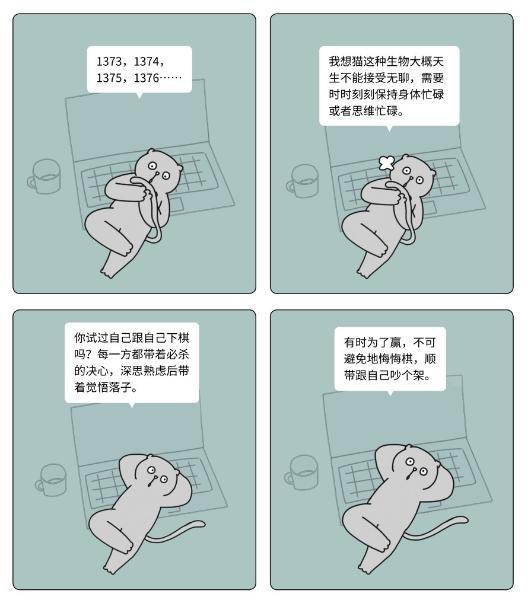 1373，1374，
1375，1376……
我想猫这种生物大概天
生不能接受无聊，需要
时时刻刻保持身体忙碌
或者思维忙碌。
你试过自己跟自己下棋
吗？每一方都带着必杀
的决心，深思熟虑后带
着觉悟落子。
有时为了赢，不可
避免地悔悔棋，顺
带跟自己吵个架。